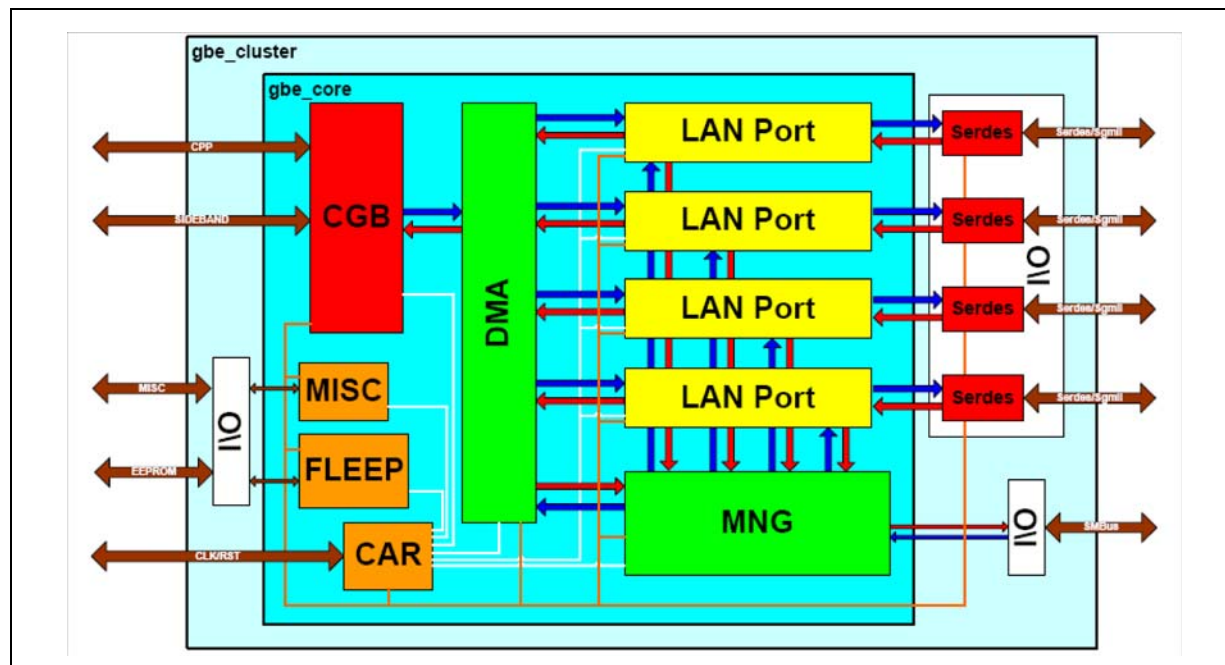 gbe_cluster
gbe_core
CPP
SIDEBAND
CGB
DMA
LAN Port
LAN Port
LAN Port
LAN Port
Serdes
Serdes
Serdes
Serdes
Serdes/Sgmii
Serdes/Sgmii
Serdes/Sgmii
Serdes/Sgmii
I\O
MISC
I\O
MISC
EEPROM
FLEEP
CLK/RST
CAR
MNG
I\O
SMBus